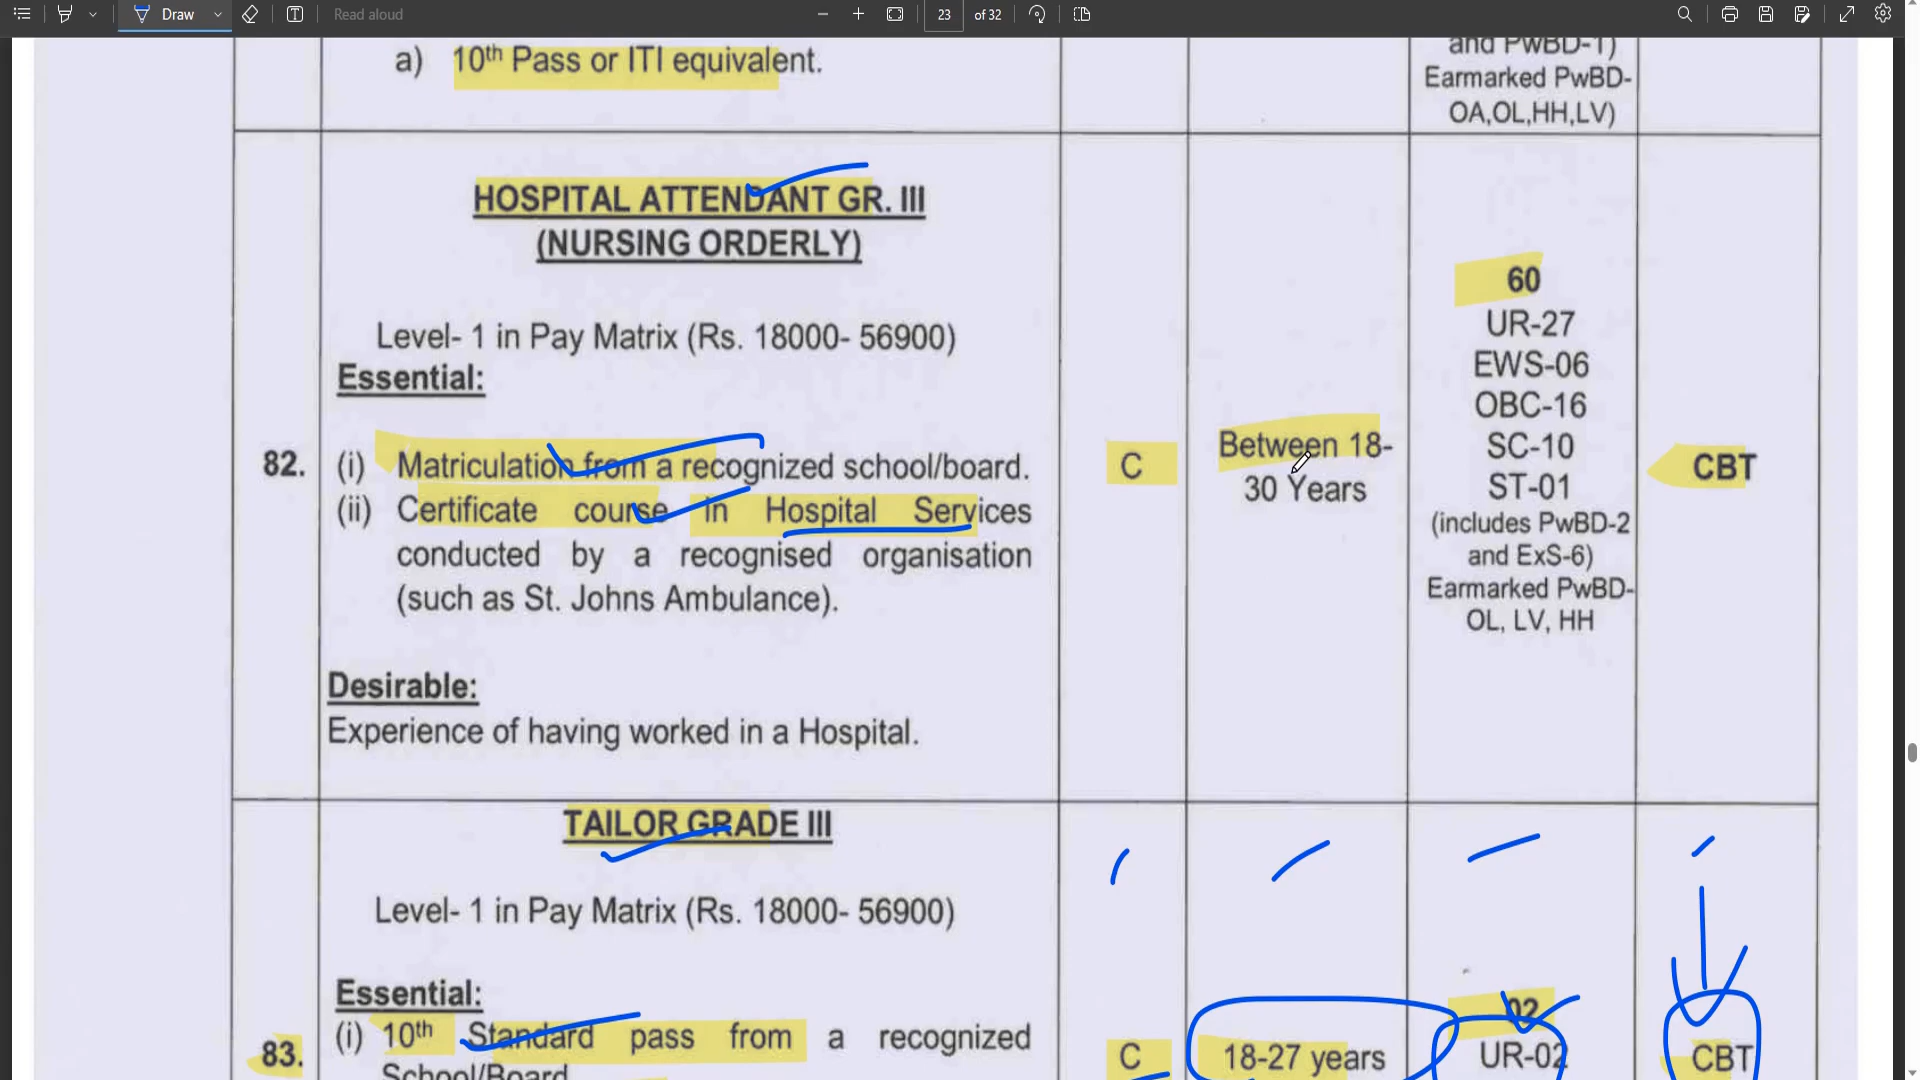 Draw
Read aloud
23 of 32
a) 10th Pass or ITI equivalent.
and PwBD-1)
Earmarked PwBD-
OA,OL,HH,LV)
82.
HOSPITAL ATTENDANT GR. III
(NURSING ORDERLY)
Level- 1 in Pay Matrix (Rs. 18000- 56900)
Essential:
(i) Matriculation from a recognized school/board.
(ii) Certificate course in Hospital Services
conducted by a recognised organisation
(such as St. Johns Ambulance).
Desirable:
Experience of having worked in a Hospital.
C
Between 18-
30 Years
60
UR-27
EWS-06
OBC-16
SC-10
ST-01
(includes PwBD-2
and ExS-6)
Earmarked PwBD-
OL, LV, HH
CBT
83.
TAILOR GRADE III
Level- 1 in Pay Matrix (Rs. 18000- 56900)
Essential:
(i) 10th Standard pass from a recognized
School/Board
C
18-27 years
02
UR-02
CBT